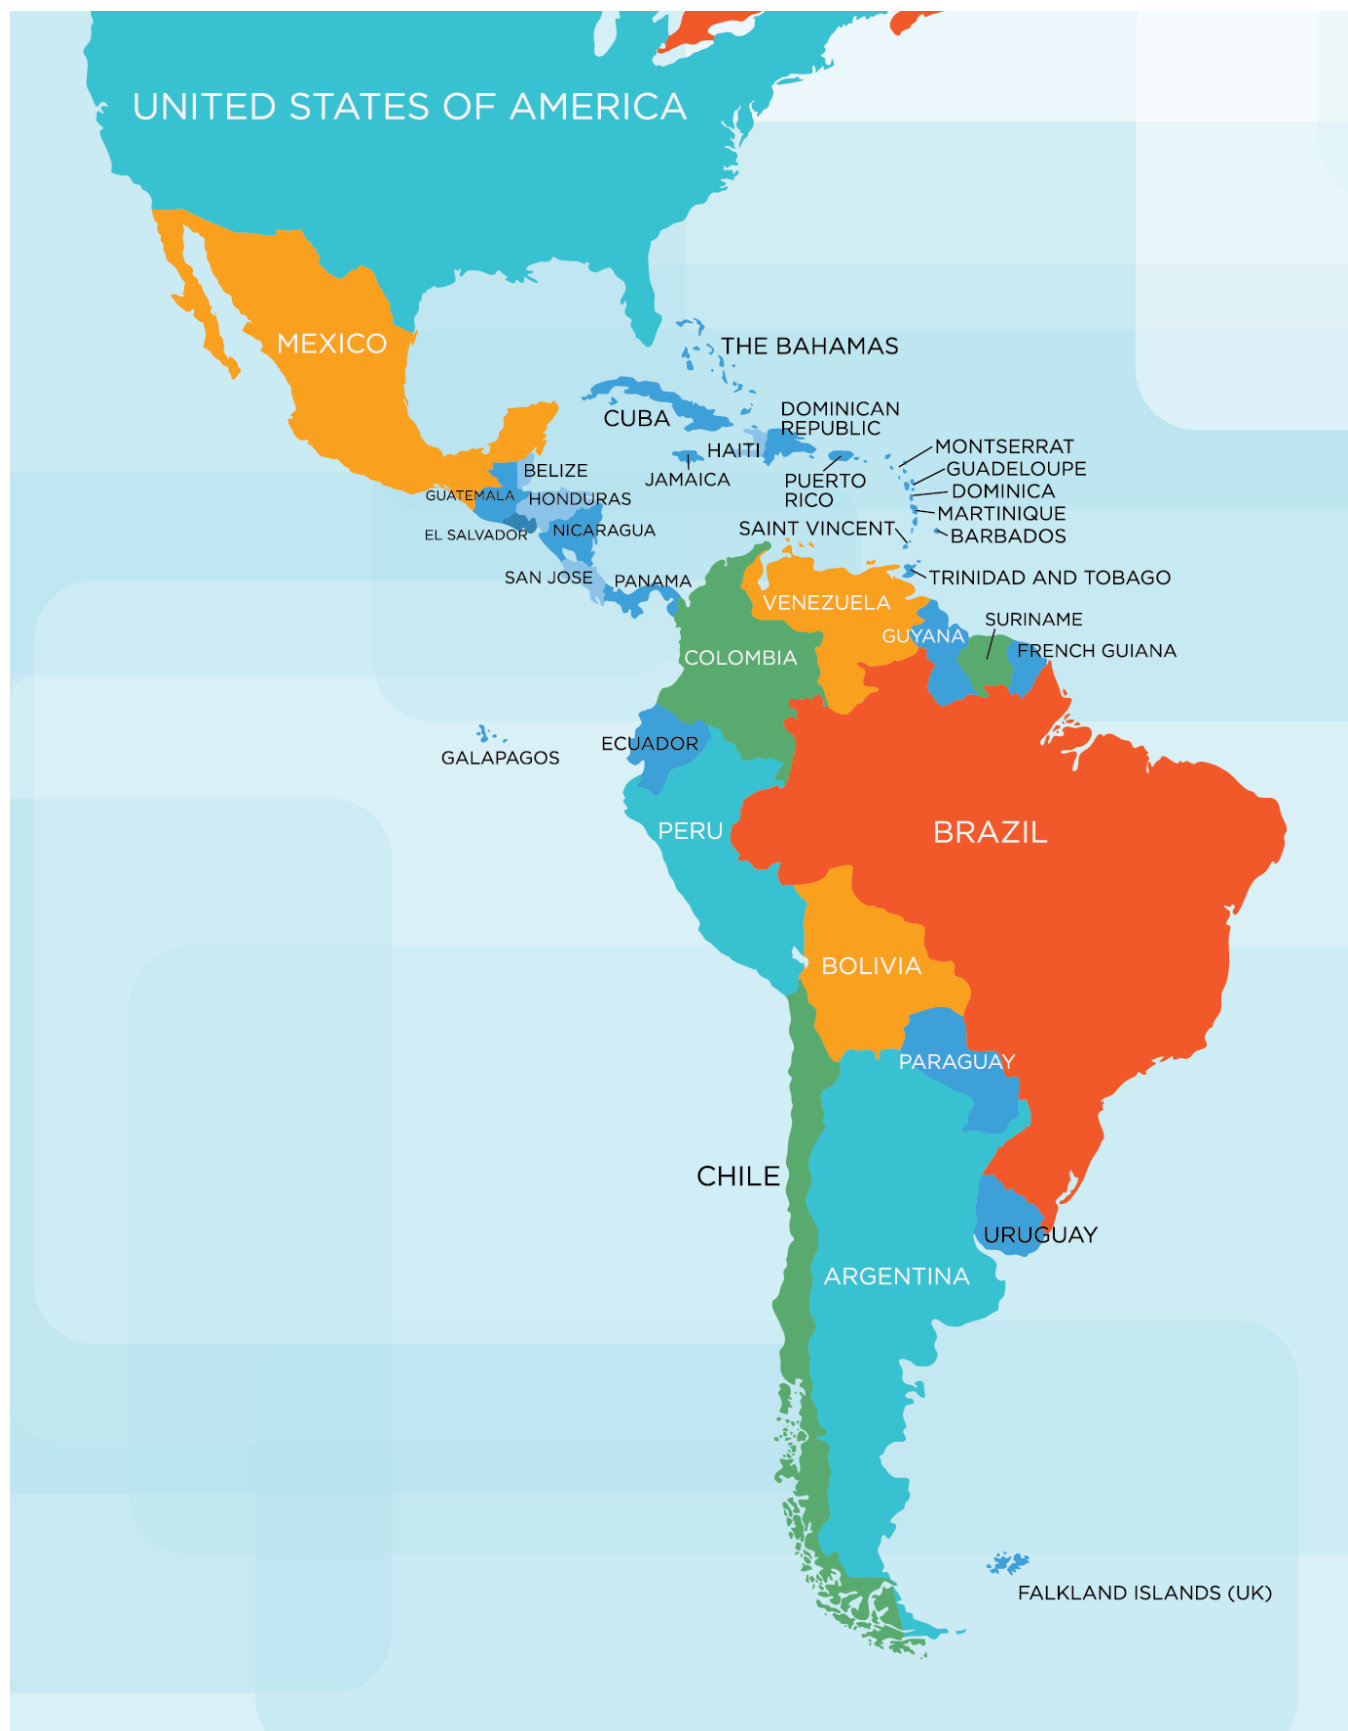 UNITED STATES OF AMERICA
MEXICO
THE BAHAMAS
CUBA
DOMINICAN
REPUBLIC
HAITI
JAMAICA
PUERTO
RICO
MONTSERRAT
GUADELOUPE
DOMINICA
MARTINIQUE
BARBADOS
SAINT VINCENT
TRINIDAD AND TOBAGO
BELIZE
GUATEMALA
HONDURAS
EL SALVADOR
NICARAGUA
SAN JOSE
PANAMA
VENEZUELA
GUYANA
SURINAME
FRENCH GUIANA
COLOMBIA
GALAPAGOS
ECUADOR
PERU
BRAZIL
BOLIVIA
PARAGUAY
CHILE
URUGUAY
ARGENTINA
FALKLAND ISLANDS (UK)